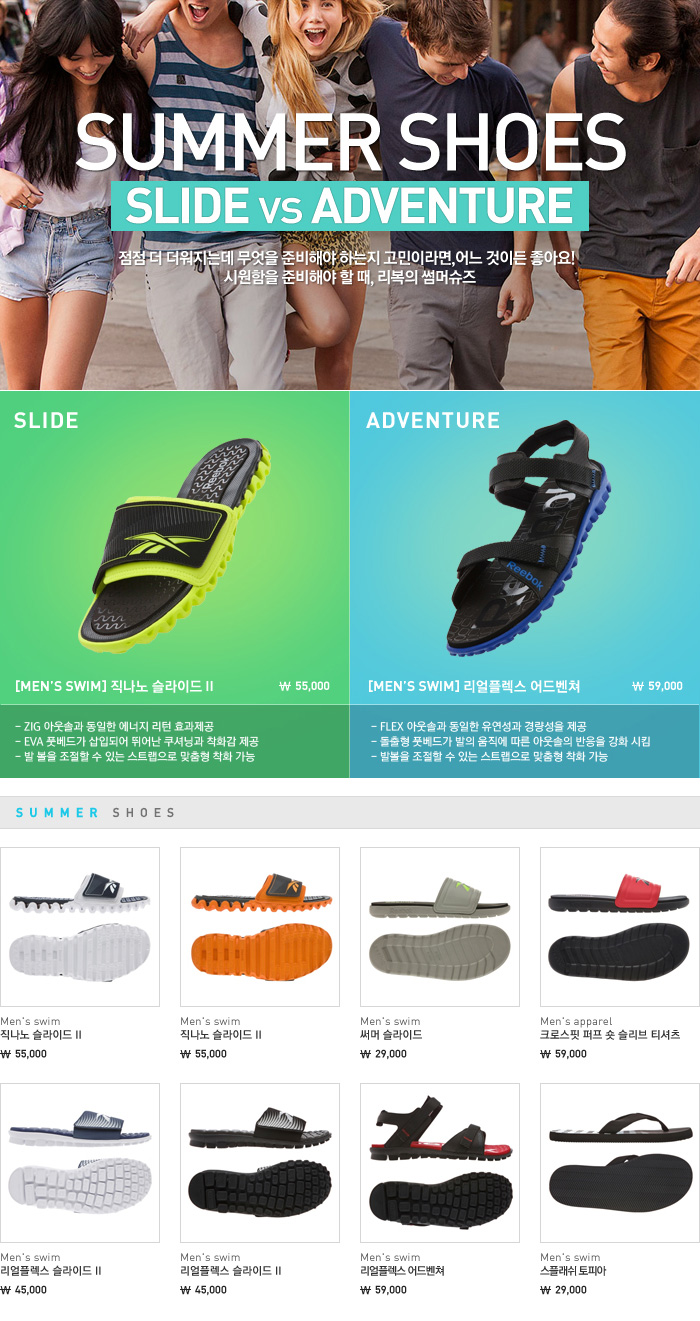 SUMMER SHOES
SLIDE vs ADVENTURE
점점 더 더워지는데 무엇을 준비해야 하는지 고민이라면,어느 것이든 좋아요!
시원함을 준비해야 할 때, 리복의 썸머슈즈
SLIDE
ADVENTURE
Reebok
Reebok
[MEN'S SWIM] 직나노 슬라이드 II
₩ 55,000
[MEN'S SWIM] 리얼플렉스 어드벤쳐
₩ 59,000
– ZIG 아웃솔과 동일한 에너지 리턴 효과제공
– EVA 풋베드가 삽입되어 뛰어난 쿠셔닝과 착화감 제공
– 발 볼을 조절할 수 있는 스트랩으로 맞춤형 착화 가능
– FLEX 아웃솔과 동일한 유연성과 경량성을 제공
– 돌출형 풋베드가 발의 움직에 따른 아웃솔의 반응을 강화 시킴
– 발볼을 조절할 수 있는 스트랩으로 맞춤형 착화 가능
SUMMER SHOES
Men's swim
직나노 슬라이드 II
₩ 55,000
Men's swim
직나노 슬라이드 II
₩ 55,000
Men's swim
써머 슬라이드
₩ 29,000
Men's apparel
크로스핏 퍼프 숏 슬리브 티셔츠
₩ 59,000
Men's swim
리얼플렉스 슬라이드 II
₩ 45,000
Men's swim
리얼플렉스 슬라이드 II
₩ 45,000
Men's swim
리얼플렉스 어드벤쳐
₩ 59,000
Men's swim
스플래쉬 토피아
₩ 29,000